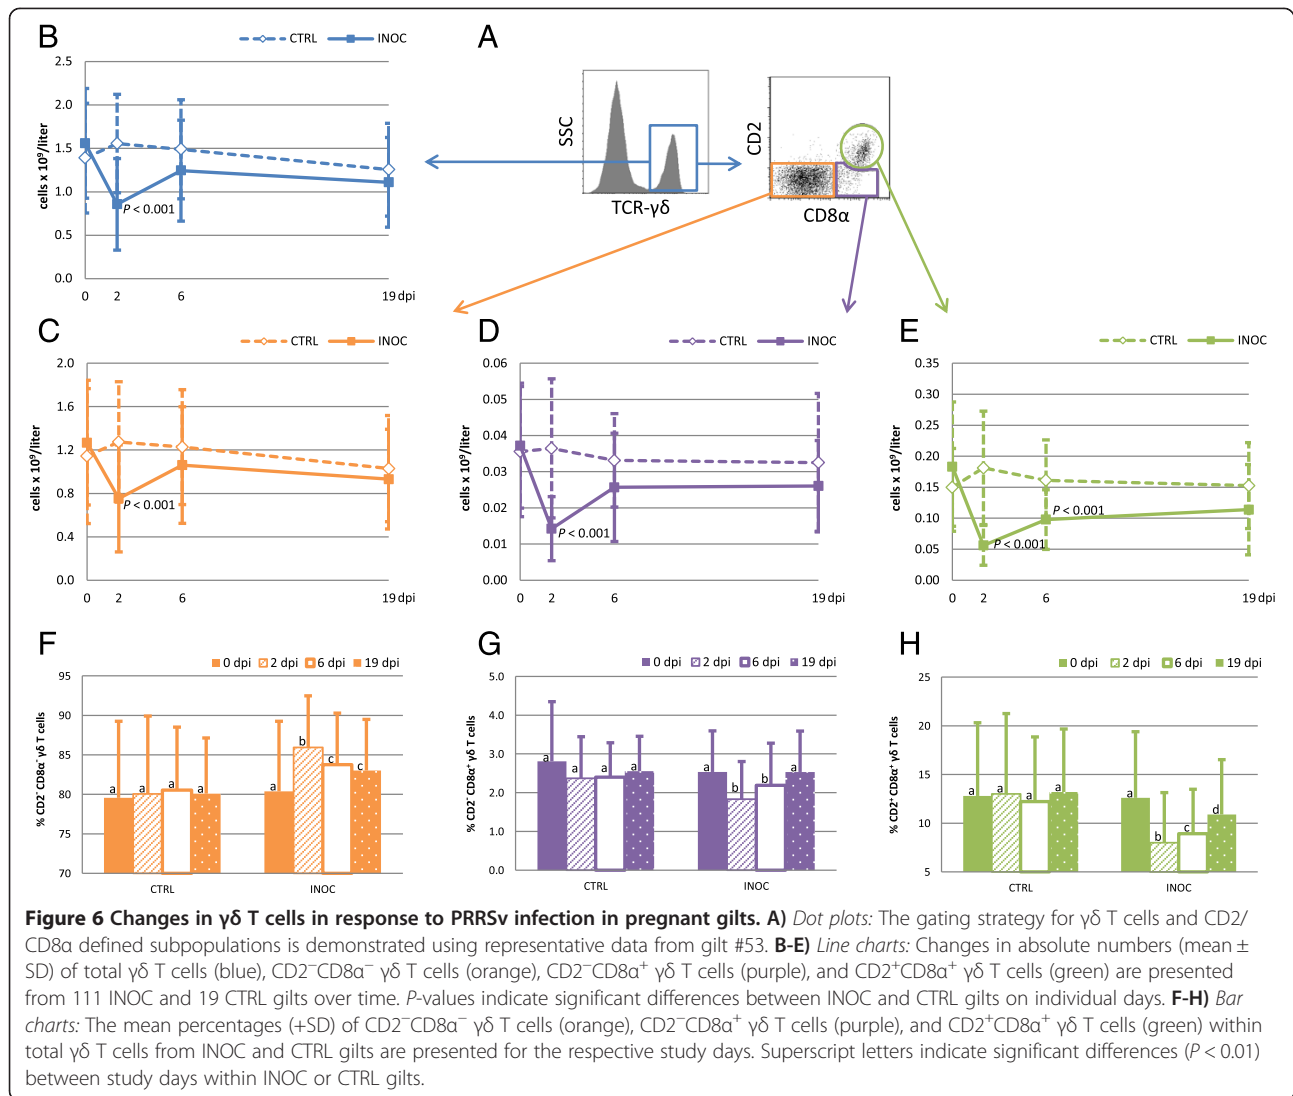 B
CTRL INOC
A
2.5
2.0
1.5
1.0
0.5
0.0
cells x 10⁹/liter
P < 0.001
0 2 6 19 dpi
SSC
TCR-γδ
CD2
CD8α
C
CTRL INOC
2.0
1.6
1.2
0.8
0.4
0.0
cells x 10⁹/liter
P < 0.001
0 2 6 19 dpi
D
CTRL INOC
0.06
0.05
0.04
0.03
0.02
0.01
0.00
cells x 10⁹/liter
P < 0.001
0 2 6 19 dpi
E
CTRL INOC
0.35
0.30
0.25
0.20
0.15
0.10
0.05
0.00
cells x 10⁹/liter
P < 0.001
P < 0.001
0 2 6 19 dpi
F
0 dpi 2 dpi 6 dpi 19 dpi
95
90
85
80
75
70
% CD2⁻ CD8α⁻ γδ T cells
a a a a a b c c
CTRL INOC
G
0 dpi 2 dpi 6 dpi 19 dpi
5.0
4.0
3.0
2.0
1.0
0.0
% CD2⁻ CD8α⁺ γδ T cells
a a a a a b b a
CTRL INOC
H
0 dpi 2 dpi 6 dpi 19 dpi
25
20
15
10
5
% CD2⁺ CD8α⁺ γδ T cells
a a a a a b c d
CTRL INOC
Figure 6 Changes in γδ T cells in response to PRRSv infection in pregnant gilts. A) Dot plots: The gating strategy for γδ T cells and CD2/
CD8α defined subpopulations is demonstrated using representative data from gilt #53. B-E) Line charts: Changes in absolute numbers (mean ±
SD) of total γδ T cells (blue), CD2⁻CD8α⁻ γδ T cells (orange), CD2⁻CD8α⁺ γδ T cells (purple), and CD2⁺CD8α⁺ γδ T cells (green) are presented
from 111 INOC and 19 CTRL gilts over time. P-values indicate significant differences between INOC and CTRL gilts on individual days. F-H) Bar
charts: The mean percentages (+SD) of CD2⁻CD8α⁻ γδ T cells (orange), CD2⁻CD8α⁺ γδ T cells (purple), and CD2⁺CD8α⁺ γδ T cells (green) within
total γδ T cells from INOC and CTRL gilts are presented for the respective study days. Superscript letters indicate significant differences (P < 0.01)
between study days within INOC or CTRL gilts.